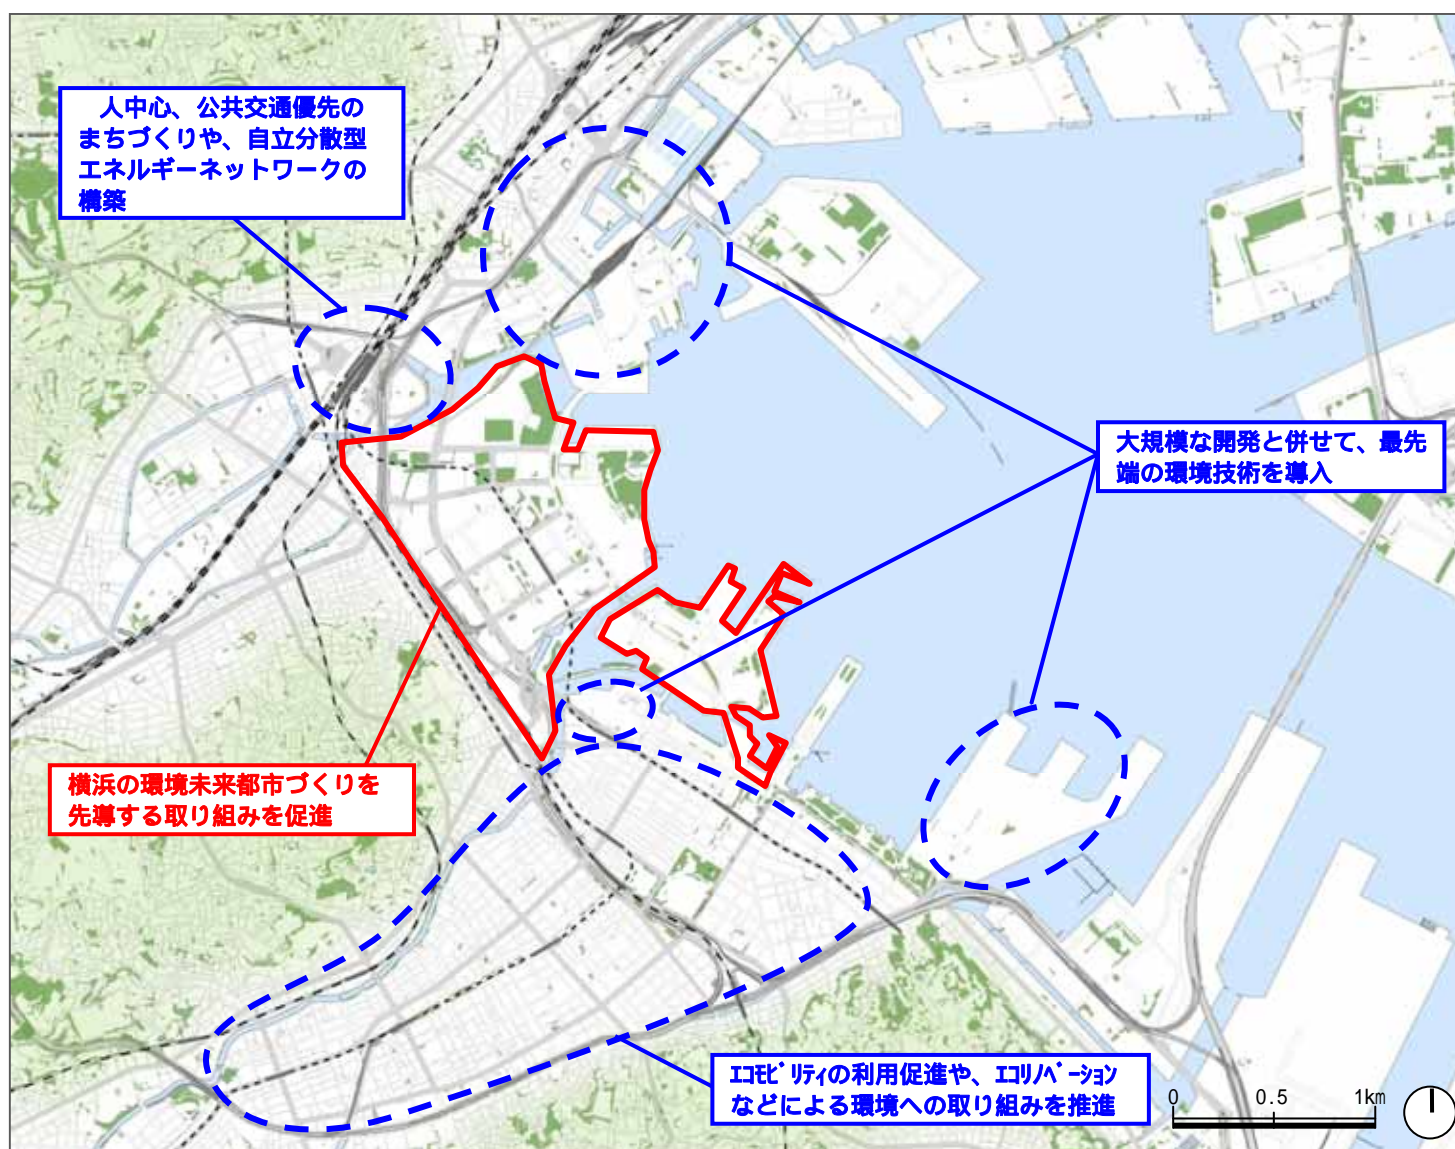 人中心、公共交通優先の
まちづくりや、自立分散型
エネルギーネットワークの
構築
大規模な開発と併せて、最先
端の環境技術を導入
横浜の環境未来都市づくりを
先導する取り組みを促進
ｴｺﾓﾋﾞﾘﾃｨの利用促進や、ｴｺﾘﾉﾍﾞｰｼｮﾝ
などによる環境への取り組みを推進
0 0.5 1km